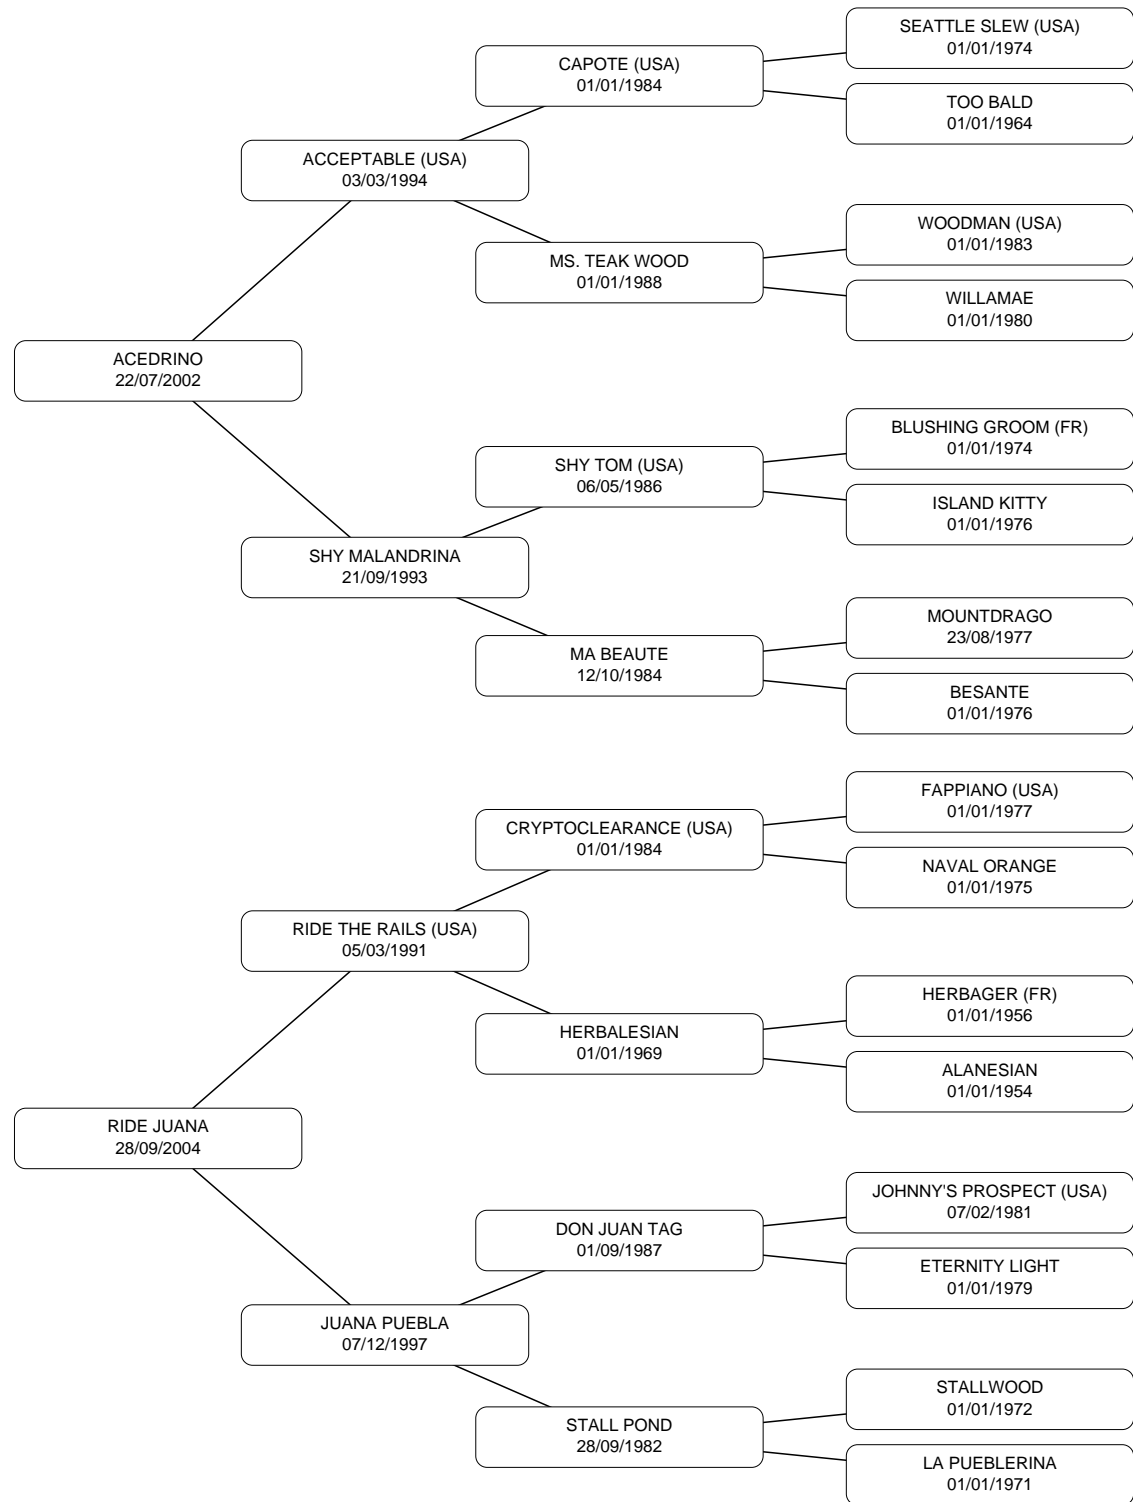 SEATTLE SLEW (USA)
01/01/1974
CAPOTE (USA)
01/01/1984
TOO BALD
01/01/1964
ACCEPTABLE (USA)
03/03/1994
WOODMAN (USA)
01/01/1983
MS. TEAK WOOD
01/01/1988
WILLAMAE
01/01/1980
ACEDRINO
22/07/2002
BLUSHING GROOM (FR)
01/01/1974
SHY TOM (USA)
06/05/1986
ISLAND KITTY
01/01/1976
SHY MALANDRINA
21/09/1993
MOUNTDRAGO
23/08/1977
MA BEAUTE
12/10/1984
BESANTE
01/01/1976
FAPPIANO (USA)
01/01/1977
CRYPTOCLEARANCE (USA)
01/01/1984
NAVAL ORANGE
01/01/1975
RIDE THE RAILS (USA)
05/03/1991
HERBAGER (FR)
01/01/1956
HERBALESIAN
01/01/1969
ALANESIAN
01/01/1954
RIDE JUANA
28/09/2004
JOHNNY'S PROSPECT (USA)
07/02/1981
DON JUAN TAG
01/09/1987
ETERNITY LIGHT
01/01/1979
JUANA PUEBLA
07/12/1997
STALLWOOD
01/01/1972
STALL POND
28/09/1982
LA PUEBLERINA
01/01/1971